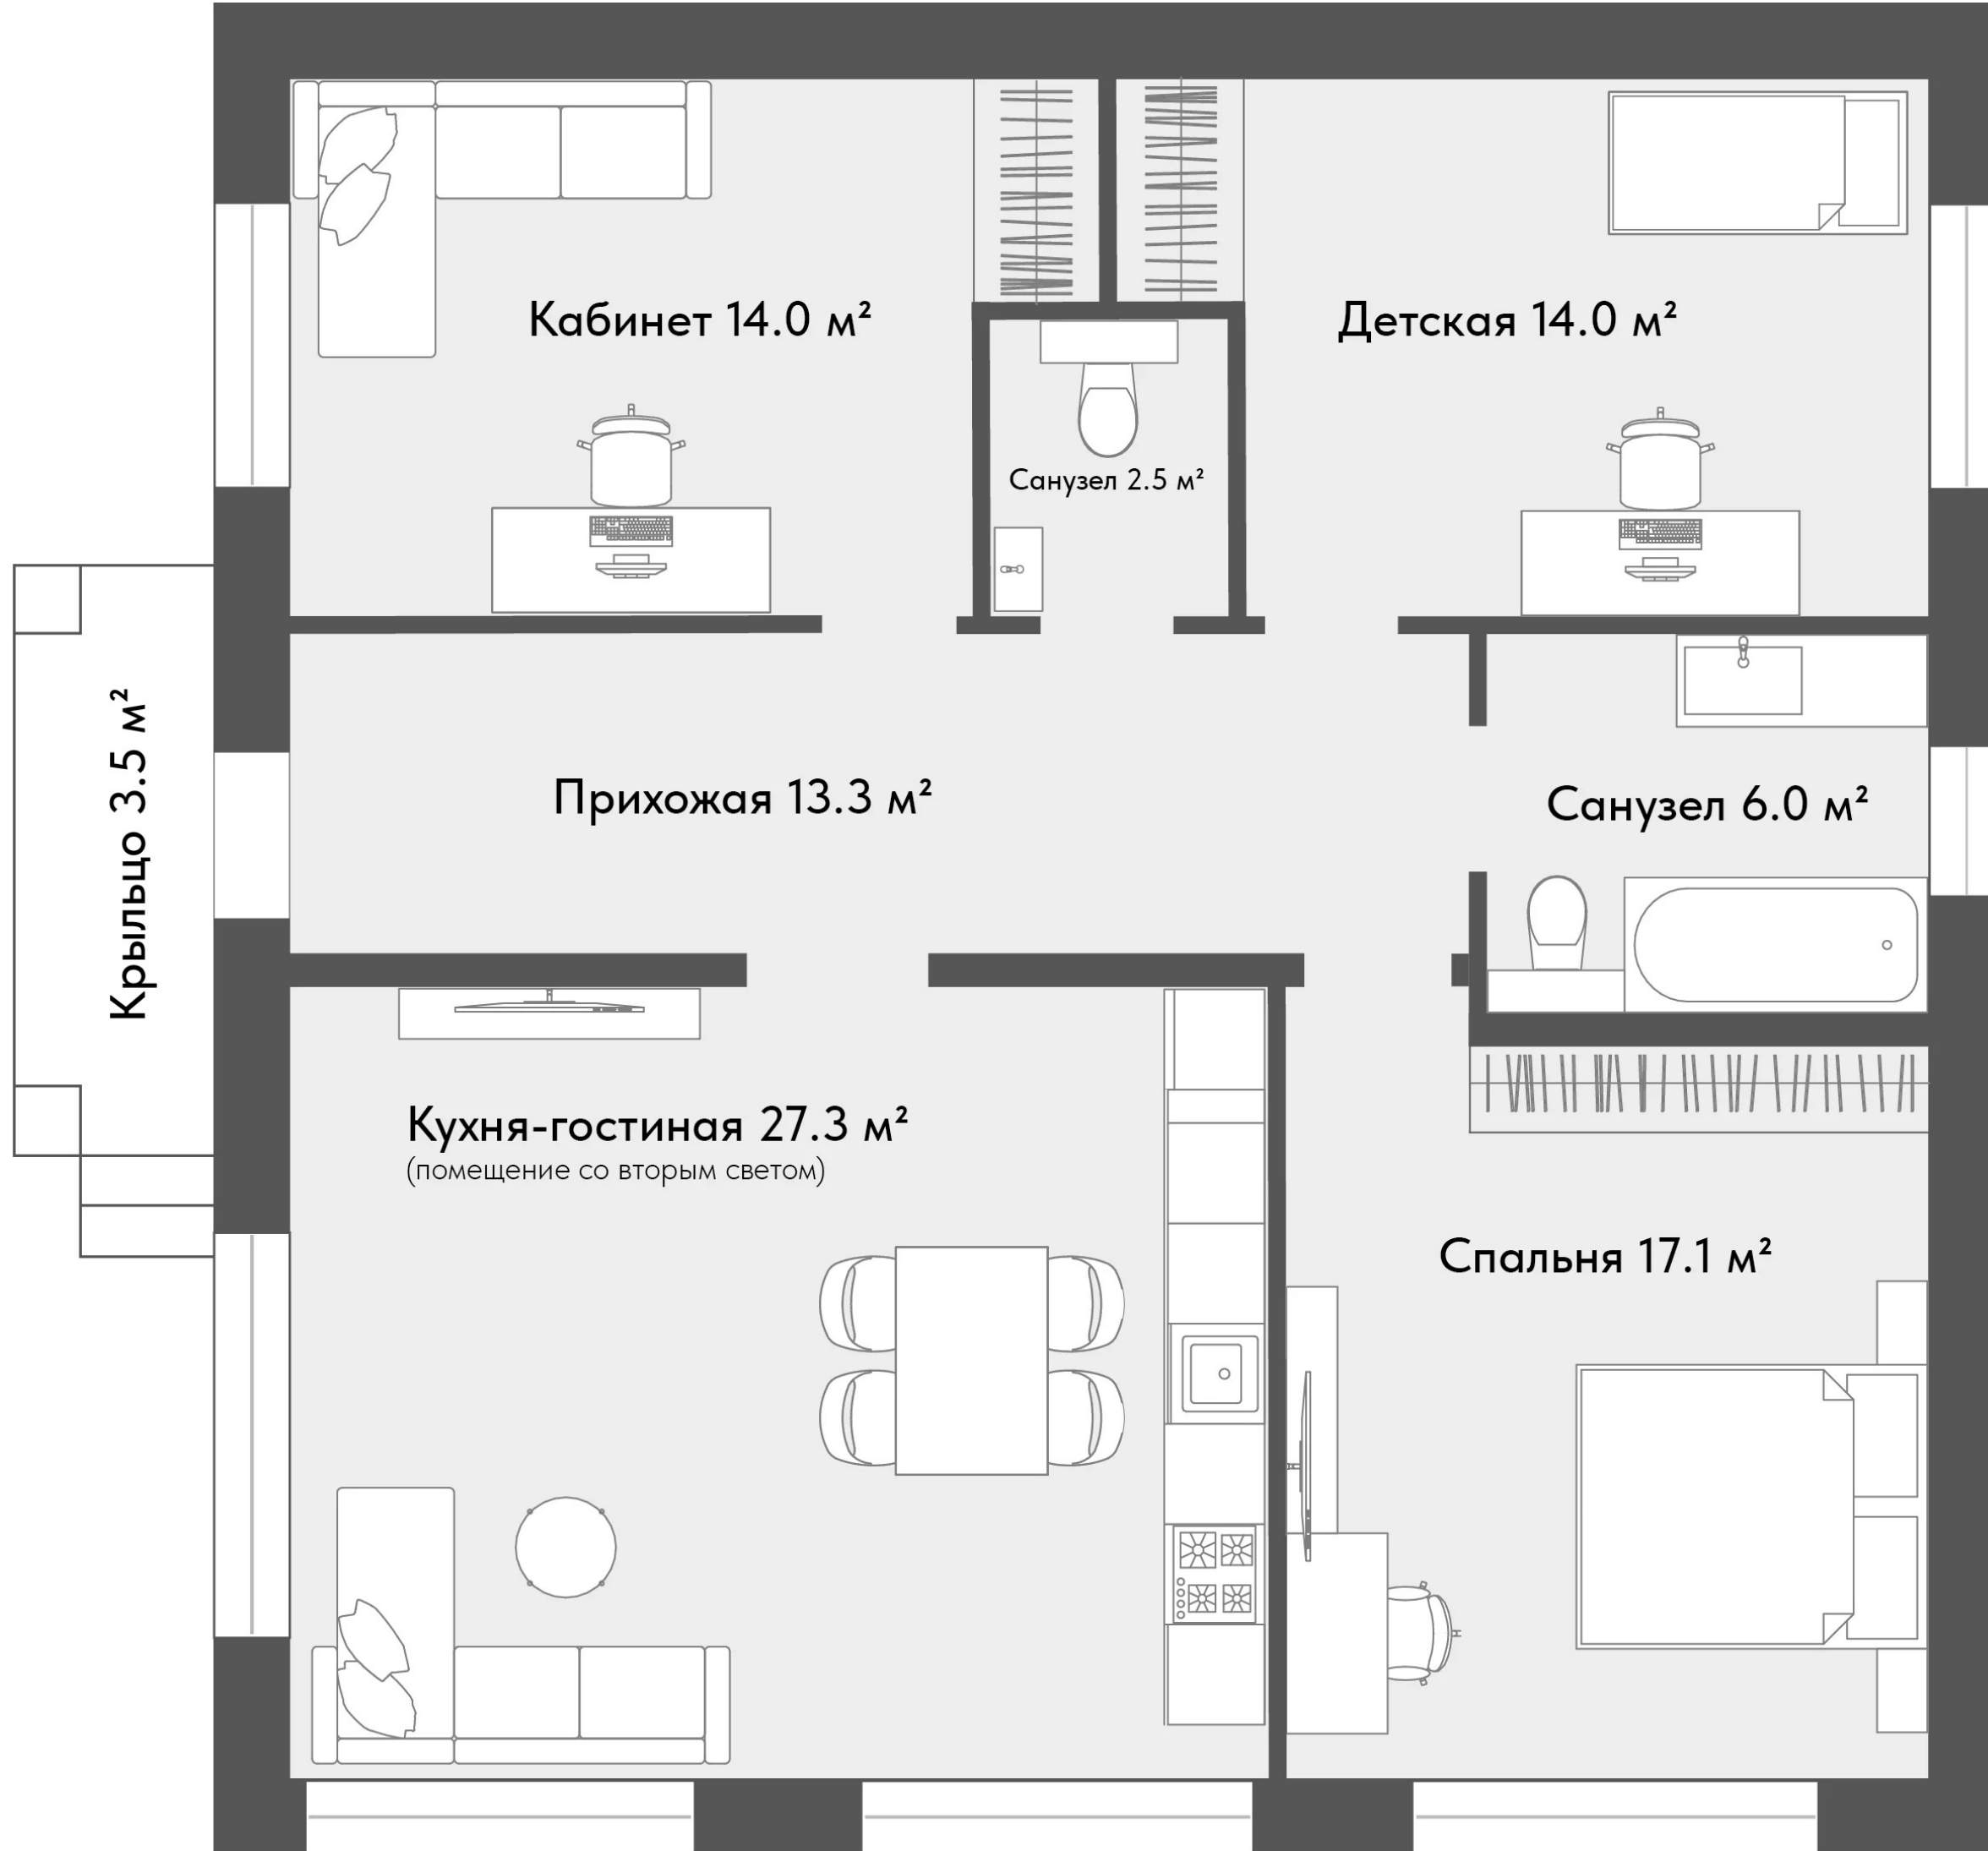 Кабинет 14.0 м²
Детская 14.0 м²
Санузел 2.5 м²
Крыльцо 3.5 м²
Прихожая 13.3 м²
Санузел 6.0 м²
Кухня-гостиная 27.3 м²
(помещение со вторым светом)
Спальня 17.1 м²